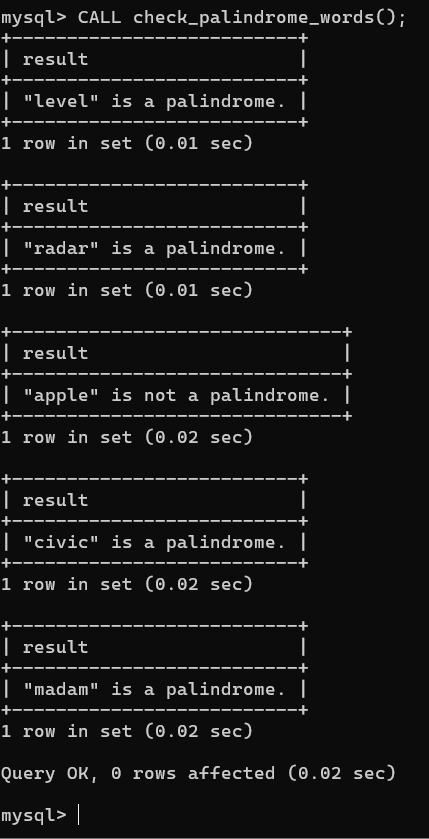 mysql> CALL check_palindrome_words();
+--------------------------+
| result                   |
+--------------------------+
| "level" is a palindrome. |
+--------------------------+
1 row in set (0.01 sec)

+--------------------------+
| result                   |
+--------------------------+
| "radar" is a palindrome. |
+--------------------------+
1 row in set (0.01 sec)

+------------------------------+
| result                       |
+------------------------------+
| "apple" is not a palindrome. |
+------------------------------+
1 row in set (0.02 sec)

+--------------------------+
| result                   |
+--------------------------+
| "civic" is a palindrome. |
+--------------------------+
1 row in set (0.02 sec)

+--------------------------+
| result                   |
+--------------------------+
| "madam" is a palindrome. |
+--------------------------+
1 row in set (0.02 sec)

Query OK, 0 rows affected (0.02 sec)

mysql>